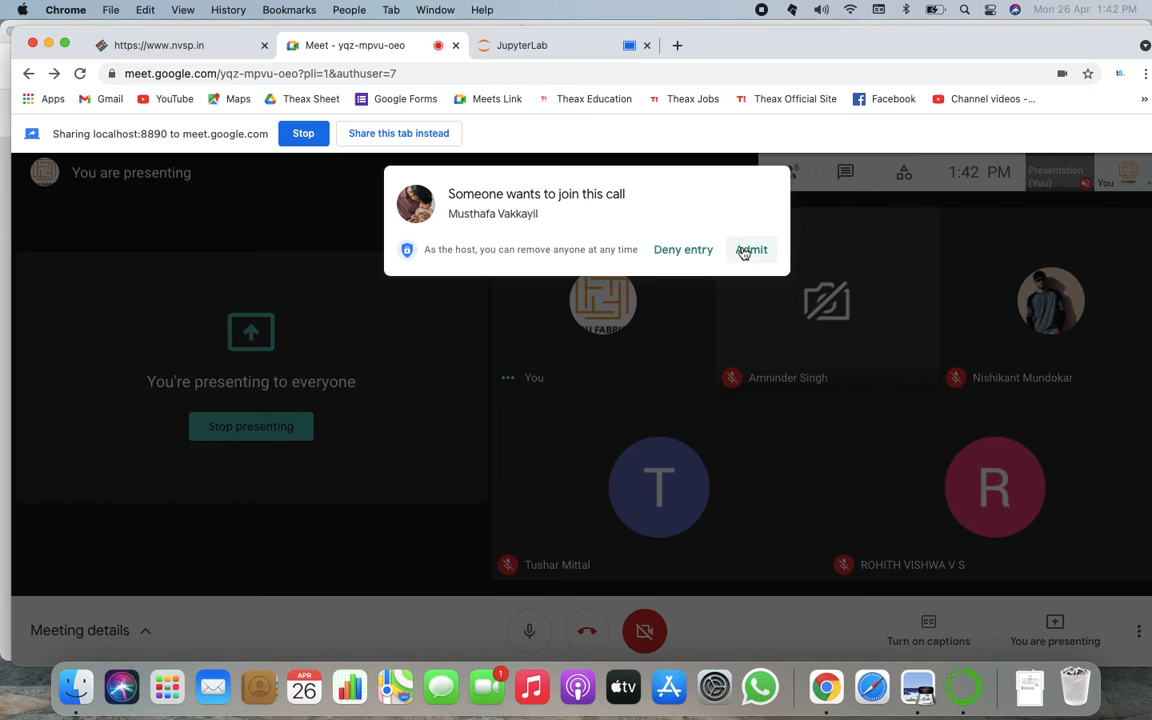 Chrome File Edit View History Bookmarks People Tab Window Help Mon 26 Apr 1:42 PM
https://www.nvsp.in Meet - yqz-mpvu-oeo JupyterLab
meet.google.com/yqz-mpvu-oeo?pli=1&authuser=7
Apps Gmail YouTube Maps Theax Sheet Google Forms Meets Link Theax Education Theax Jobs Theax Official Site Facebook Channel videos -... »
Sharing localhost:8890 to meet.google.com Stop Share this tab instead
You are presenting
1:42 PM
Presentation
(You)
You
Someone wants to join this call
Musthafa Vakkayil
As the host, you can remove anyone at any time Deny entry Admit
You're presenting to everyone
Stop presenting
You
Amninder Singh
Nishikant Mundokar
T
R
Tushar Mittal
ROHITH VISHWA V S
Meeting details
CC
Turn on captions
You are presenting
APR
26
1
tv